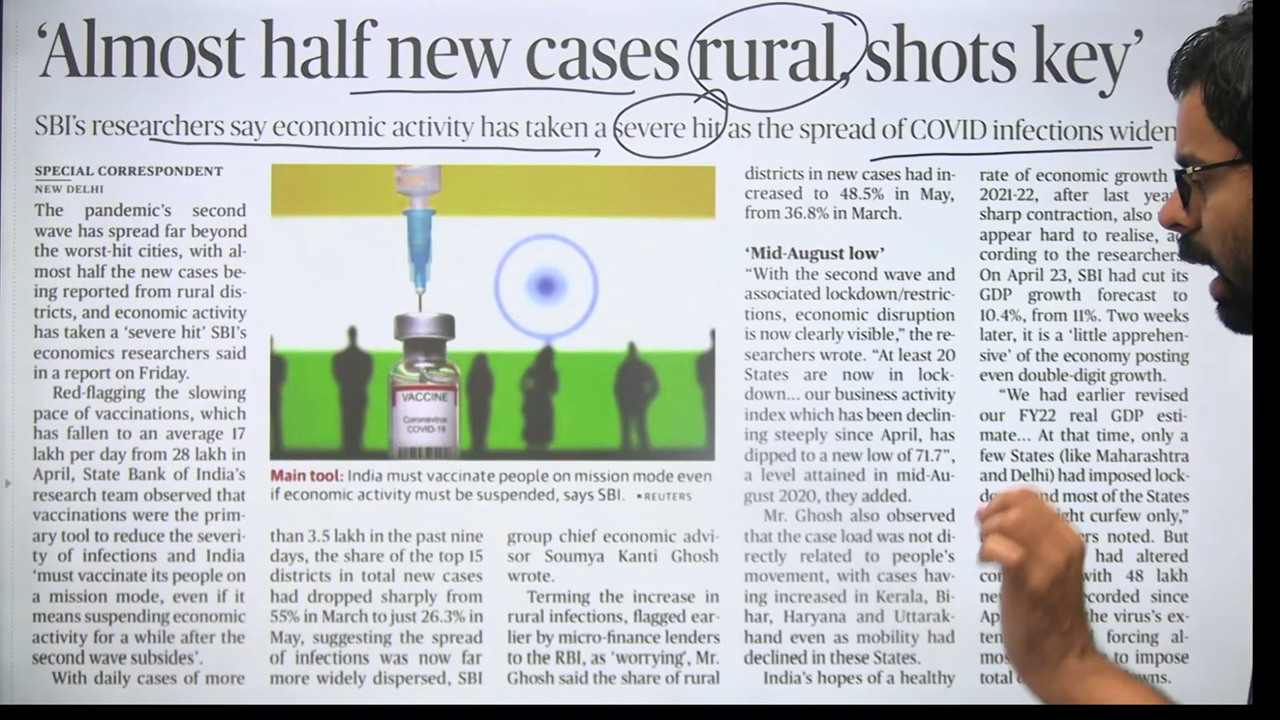 ‘Almost half new cases rural, shots key’
SBI’s researchers say economic activity has taken a severe hit as the spread of COVID infections widen
SPECIAL CORRESPONDENT
NEW DELHI
The pandemic’s second
wave has spread far beyond
the worst-hit cities, with al-
most half the new cases be-
ing reported from rural dis-
tricts, and economic activity
has taken a ‘severe hit’ SBI’s
economics researchers said
in a report on Friday.
Red-flagging the slowing
pace of vaccinations, which
has fallen to an average 17
lakh per day from 28 lakh in
April, State Bank of India’s
research team observed that
vaccinations were the prim-
ary tool to reduce the severi-
ty of infections and India
‘must vaccinate its people on
a mission mode, even if it
means suspending economic
activity for a while after the
second wave subsides’.
With daily cases of more
VACCINE
Coronavirus
COVID-19
Main tool: India must vaccinate people on mission mode even
if economic activity must be suspended, says SBI. •REUTERS
than 3.5 lakh in the past nine
days, the share of the top 15
districts in total new cases
had dropped sharply from
55% in March to just 26.3% in
May, suggesting the spread
of infections was now far
more widely dispersed, SBI
group chief economic advi-
sor Soumya Kanti Ghosh
wrote.
Terming the increase in
rural infections, flagged ear-
lier by micro-finance lenders
to the RBI, as ‘worrying’, Mr.
Ghosh said the share of rural
districts in new cases had in-
creased to 48.5% in May,
from 36.8% in March.
‘Mid-August low’
“With the second wave and
associated lockdown/restric-
tions, economic disruption
is now clearly visible,” the re-
searchers wrote. “At least 20
States are now in lock-
down... our business activity
index which has been declin-
ing steeply since April, has
dipped to a new low of 71.7”,
a level attained in mid-Au-
gust 2020, they added.
Mr. Ghosh also observed
that the case load was not di-
rectly related to people’s
movement, with cases hav-
ing increased in Kerala, Bi-
har, Haryana and Uttarak-
hand even as mobility had
declined in these States.
India’s hopes of a healthy
rate of economic growth
2021-22, after last
sharp contraction, also
appear hard to realise,
cording to the researchers
On April 23, SBI had cut its
GDP growth forecast to
10.4%, from 11%. Two weeks
later, it is a ‘little apprehen-
sive’ of the economy posting
even double-digit growth.
“We had earlier revised
our FY22 real GDP esti-
mate... At that time, only a
few States (like Maharashtra
and Delhi) had imposed lock-
most of the States
curfew only,”
noted. But
had altered
with 48 lakh
since
the virus’s ex-
forcing al-
to impose
total